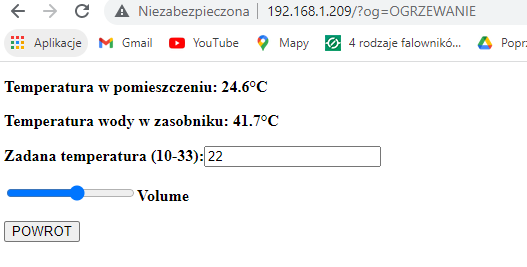 Niezabezpieczona 192.168.1.209/?og=OGRZEWANIE
Aplikacje Gmail YouTube Mapy 4 rodzaje falownikó...
Temperatura w pomieszczeniu: 24.6°C
Temperatura wody w zasobniku: 41.7°C
Zadana temperatura (10-33): 22
Volume
POWROT